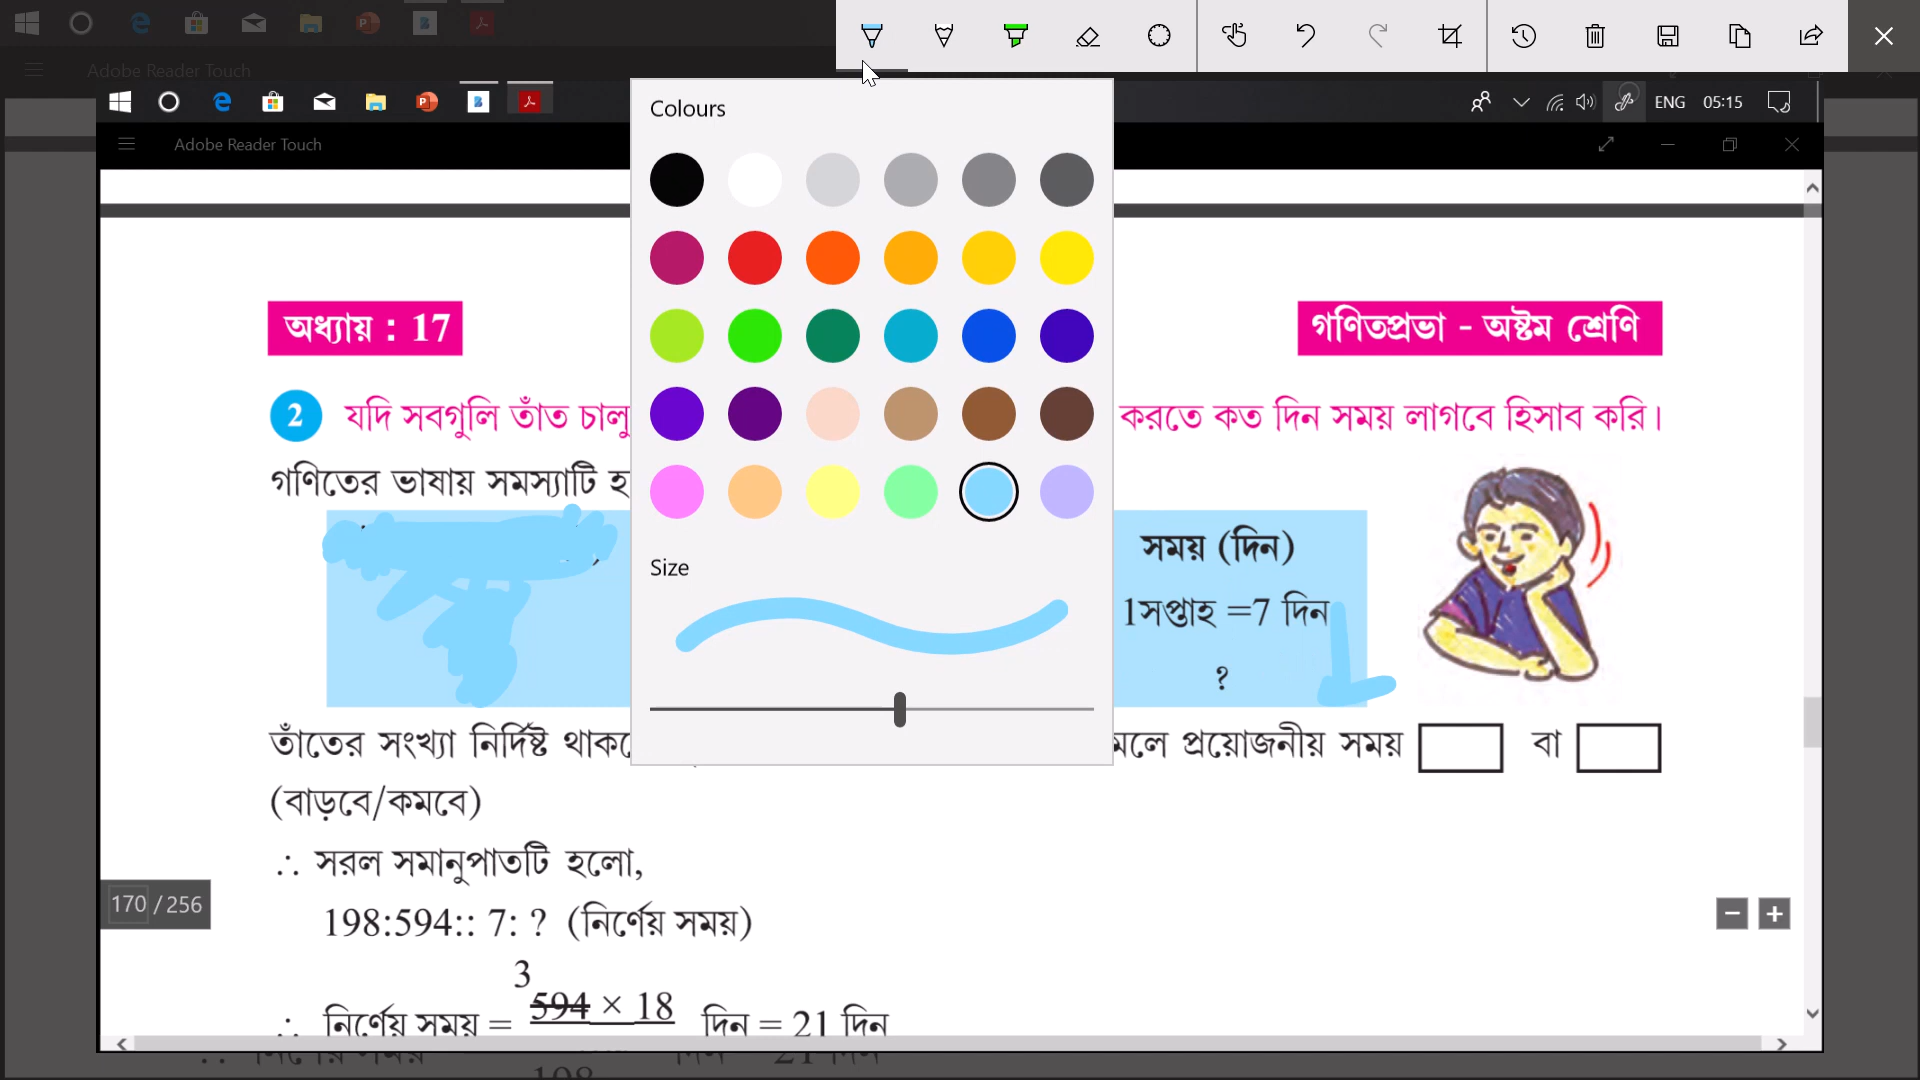 Adobe Reader Touch
Colours
ENG 05:15
Adobe Reader Touch
অধ্যায় : 17
গণিতপ্রভা - অষ্টম শ্রেণি
2 যদি সবগুলি তাঁত চালু করতে কত দিন সময় লাগবে হিসাব করি।
গণিতের ভাষায় সমস্যাটি হ
সময় (দিন)
Size
1সপ্তাহ =7 দিন
?
তাঁতের সংখ্যা নির্দিষ্ট থাক মলে প্রয়োজনীয় সময় বা
(বাড়বে/কমবে)
∴ সরল সমানুপাতটি হলো,
170 / 256
198:594:: 7: ? (নির্ণেয় সময়)
3
∴ নির্ণেয় সময় = 594 × 18 দিন = 21 দিন